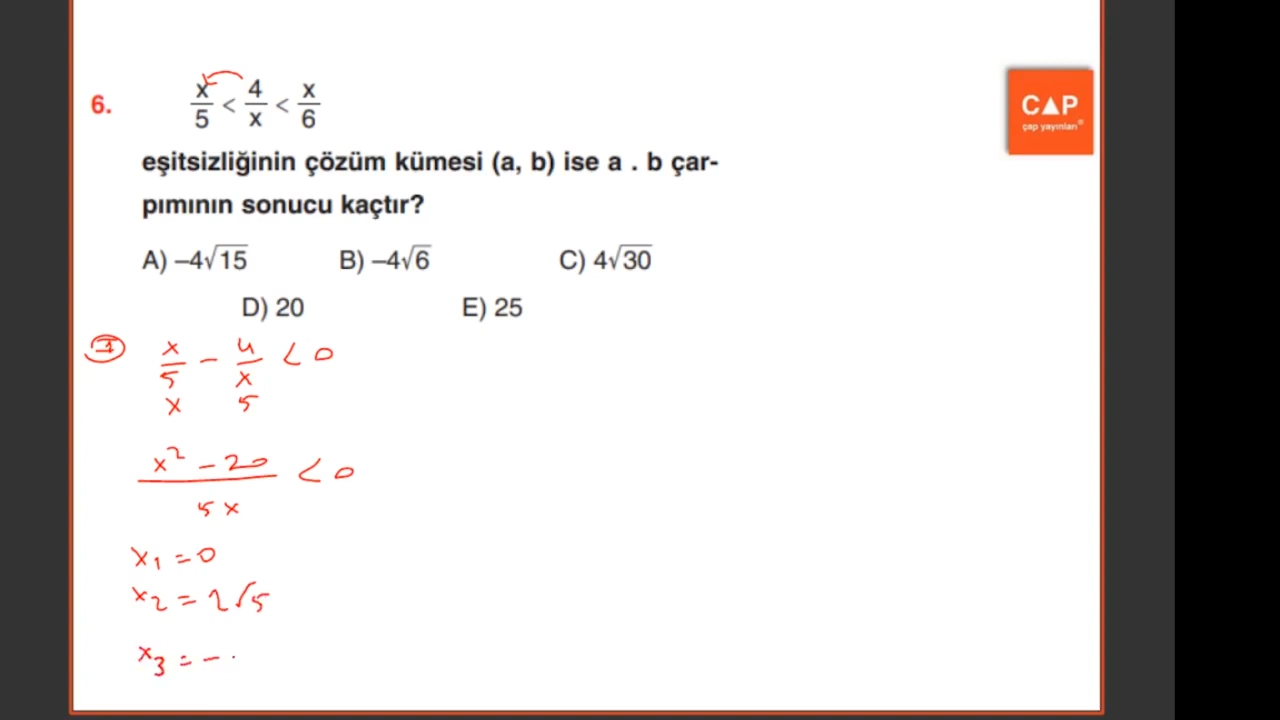 6. x/5 < 4/x < x/6
CAP
çap yayınları®
eşitsizliğinin çözüm kümesi (a, b) ise a . b çar-
pımının sonucu kaçtır?
A) –4√15 B) –4√6 C) 4√30
D) 20 E) 25
① x/5 – 4/x < 0
x 5
x² – 20 / 5x < 0
x₁ = 0
x₂ = 2√5
x₃ = – .